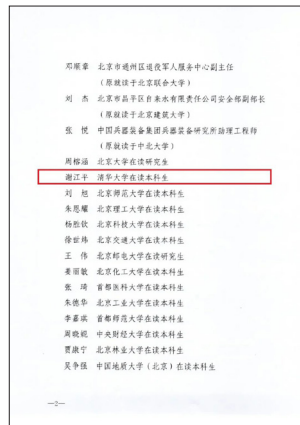 邓顺章 北京市通州区退役军人服务中心副主任
（原就读于北京联合大学）
刘 杰 北京市昌平区自来水有限责任公司安全部副部长
（原就读于北京建筑大学）
张 恺 中国兵器装备集团兵器装备研究所助理工程师
（原就读于中北大学）
周榕涵 北京大学在读研究生
谢江平 清华大学在读本科生
刘 旭 北京师范大学在读本科生
朱恩耀 北京理工大学在读本科生
杨胜钦 北京科技大学在读本科生
徐世炜 北京交通大学在读本科生
王 伟 北京邮电大学在读研究生
姜丽敏 北京化工大学在读本科生
张 琦 首都医科大学在读本科生
朱德华 北京工业大学在读本科生
李嘉琪 首都师范大学在读本科生
周晓妮 中央财经大学在读本科生
贾康宁 北京林业大学在读本科生
吴争强 中国地质大学（北京）在读本科生
—2—